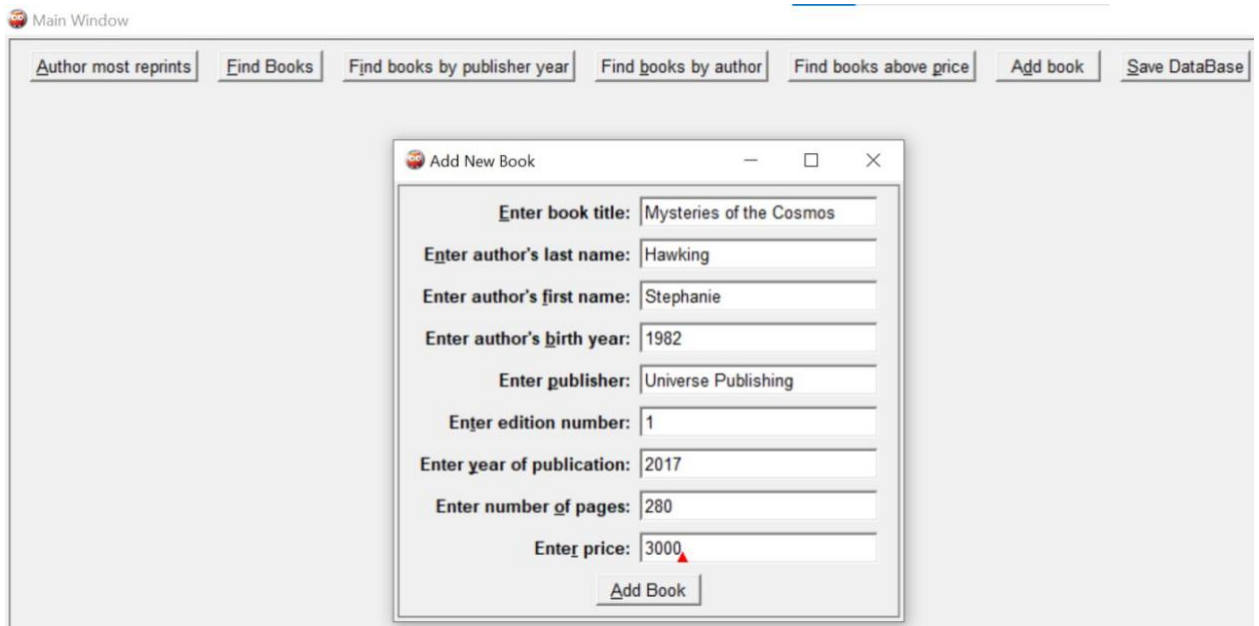 Main Window
Author most reprints Find Books Find books by publisher year Find books by author Find books above price Add book Save DataBase
Add New Book
Enter book title: Mysteries of the Cosmos
Enter author's last name: Hawking
Enter author's first name: Stephanie
Enter author's birth year: 1982
Enter publisher: Universe Publishing
Enter edition number: 1
Enter year of publication: 2017
Enter number of pages: 280
Enter price: 3000
Add Book